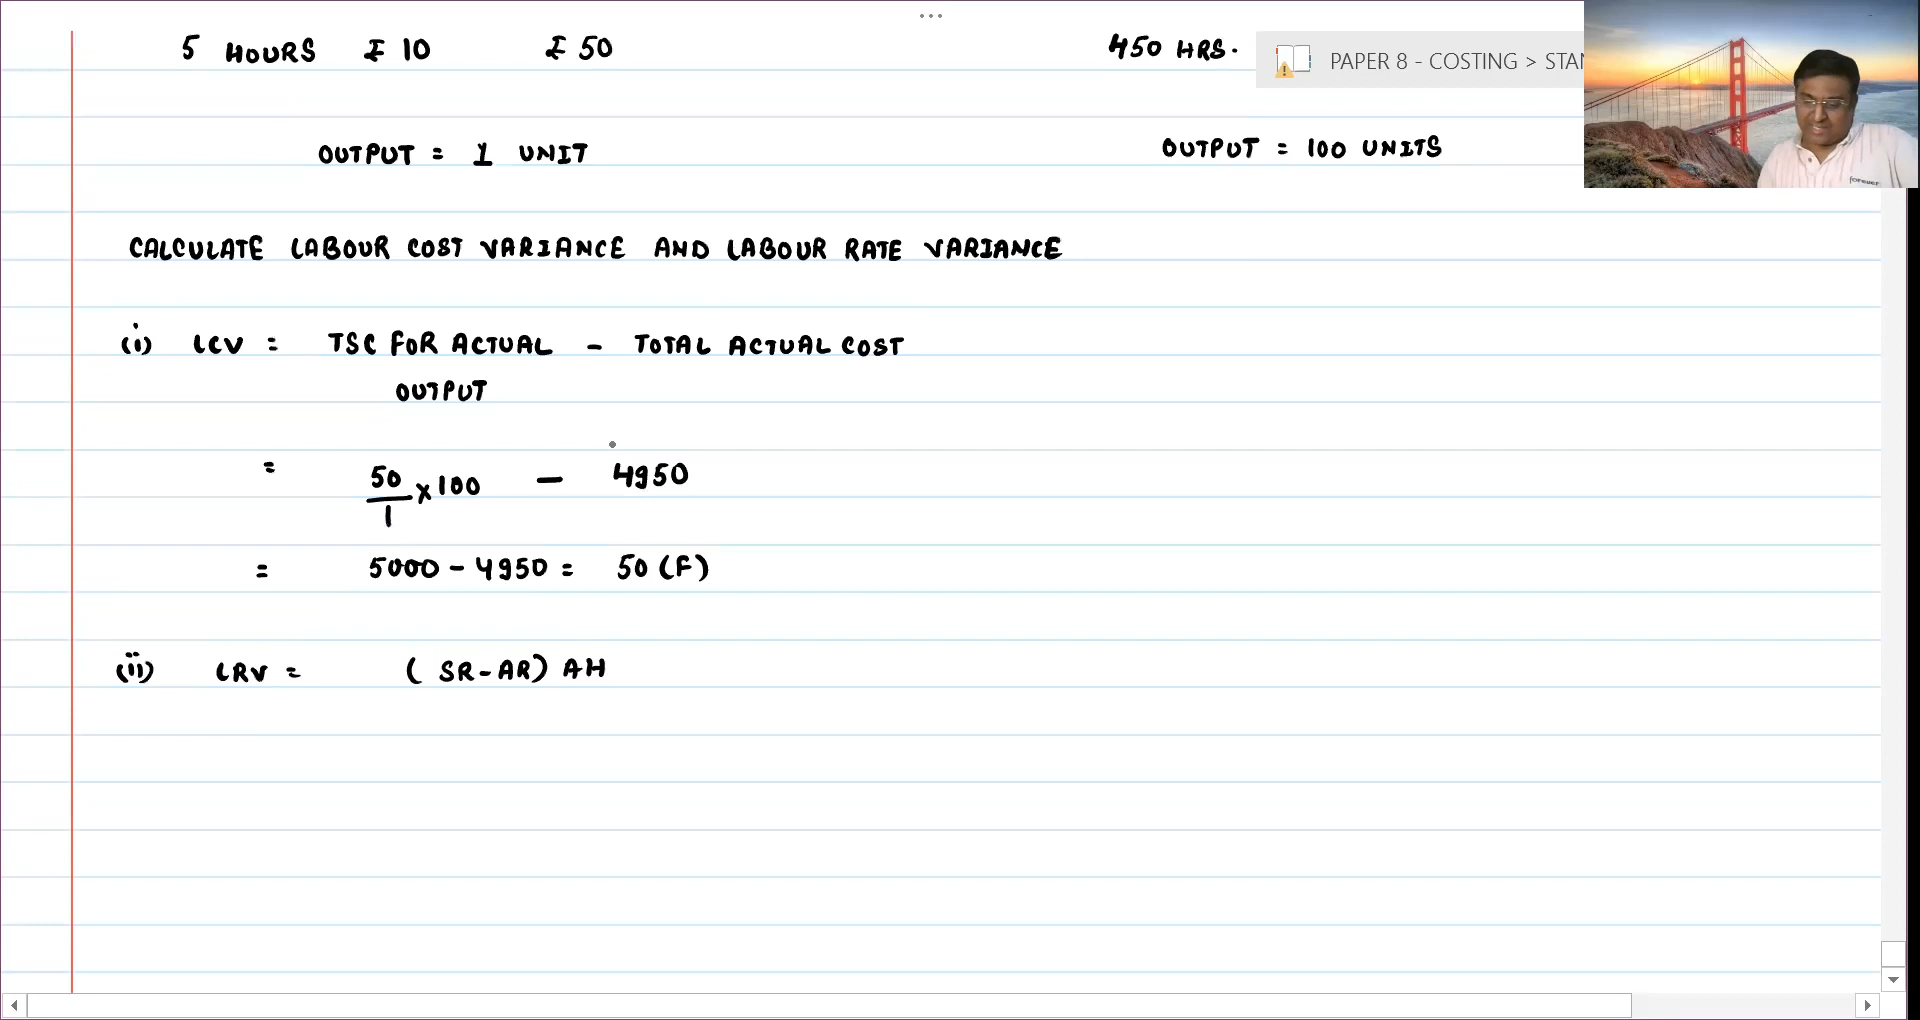 5 HOURS ₹ 10 ₹ 50 450 HRS.
PAPER 8 - COSTING > STAN
OUTPUT = 1 UNIT OUTPUT = 100 UNITS
CALCULATE LABOUR COST VARIANCE AND LABOUR RATE VARIANCE
(i) LCV = TSC FOR ACTUAL - TOTAL ACTUAL COST
OUTPUT
= 50/1 x 100 - 4950
= 5000 - 4950 = 50 (F)
(ii) LRV = (SR-AR) AH
forever